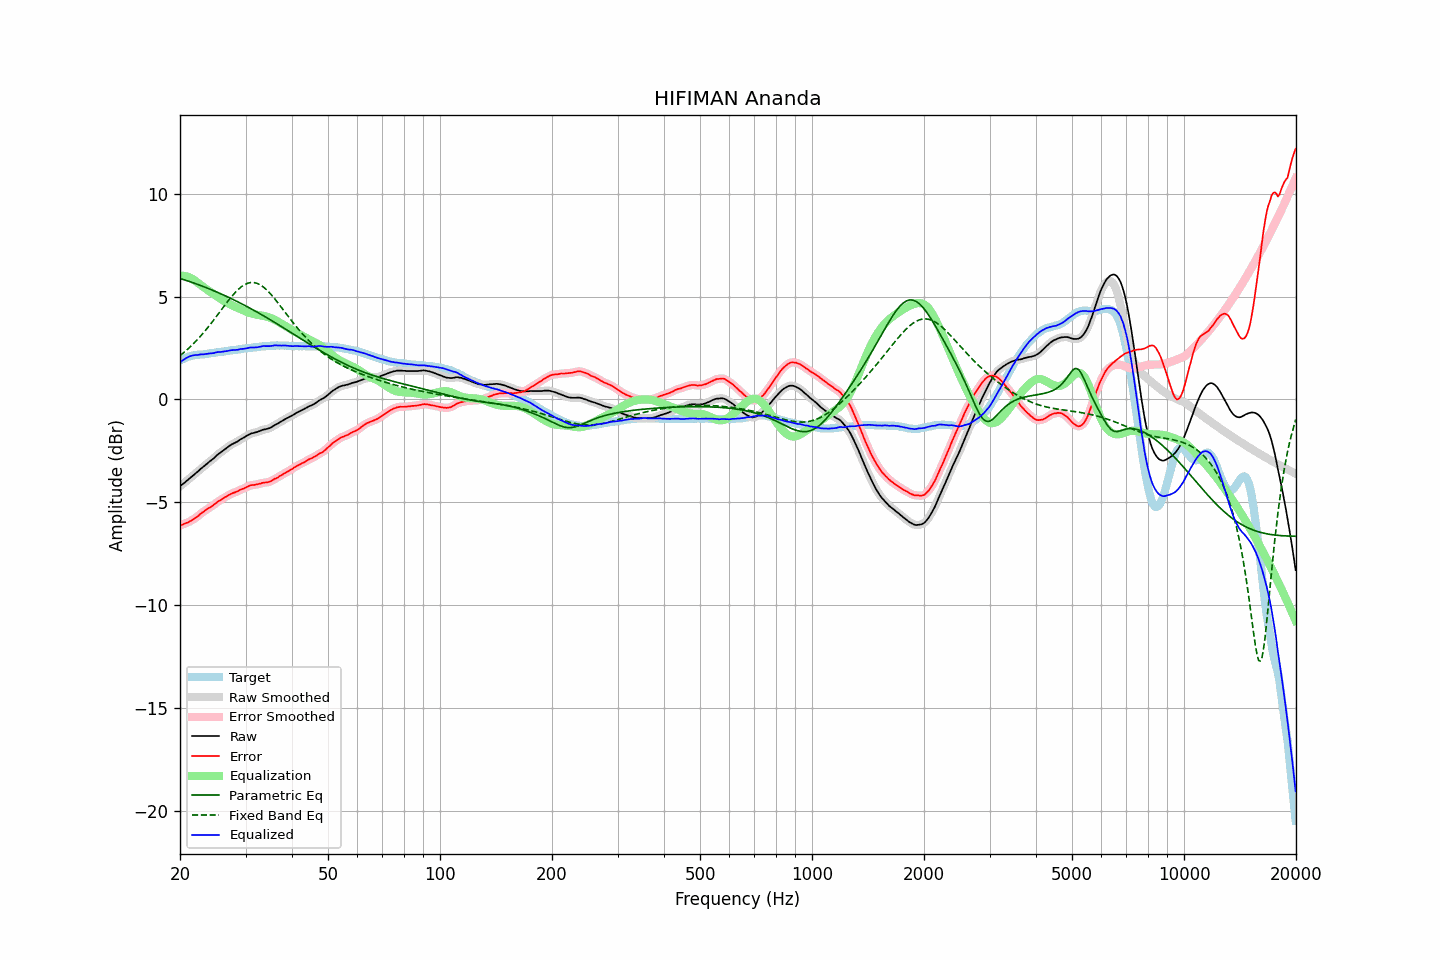 HIFIMAN Ananda
Amplitude (dBr)
10
5
0
−5
−10
−15
−20
Target
Raw Smoothed
Error Smoothed
Raw
Error
Equalization
Parametric Eq
Fixed Band Eq
Equalized
20 50 100 200 500 1000 2000 5000 10000 20000
Frequency (Hz)